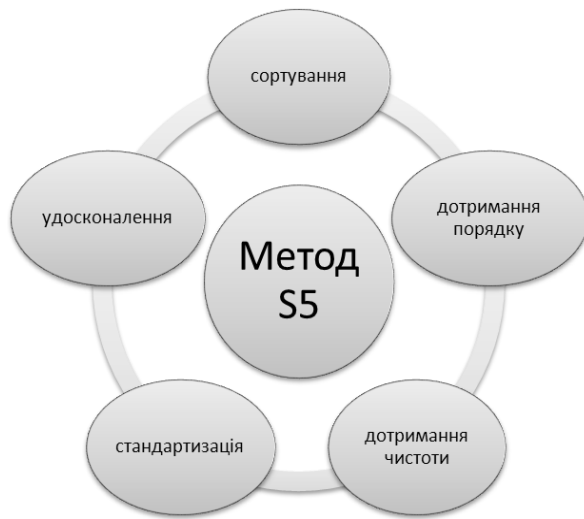 сортування
дотримання
порядку
дотримання
чистоти
стандартизація
удосконалення
Метод
S5